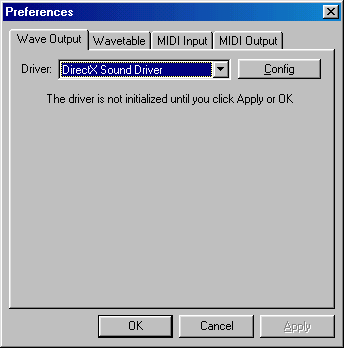 Preferences
Wave Output Wavetable MIDI Input MIDI Output
Driver: DirectX Sound Driver Config
The driver is not initialized until you click Apply or OK
OK Cancel Apply